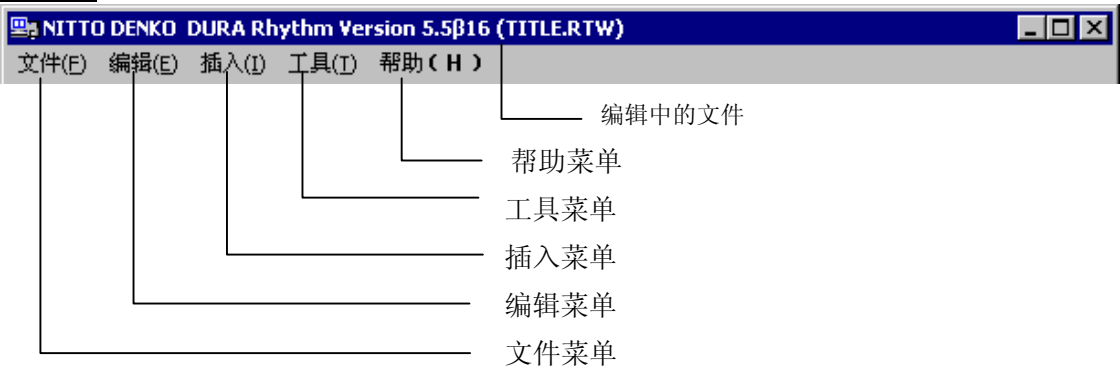 NITTO DENKO DURA Rhythm Version 5.5β16 (TITLE.RTW)
文件(F) 编辑(E) 插入(I) 工具(T) 帮助(H)
编辑中的文件
帮助菜单
工具菜单
插入菜单
编辑菜单
文件菜单